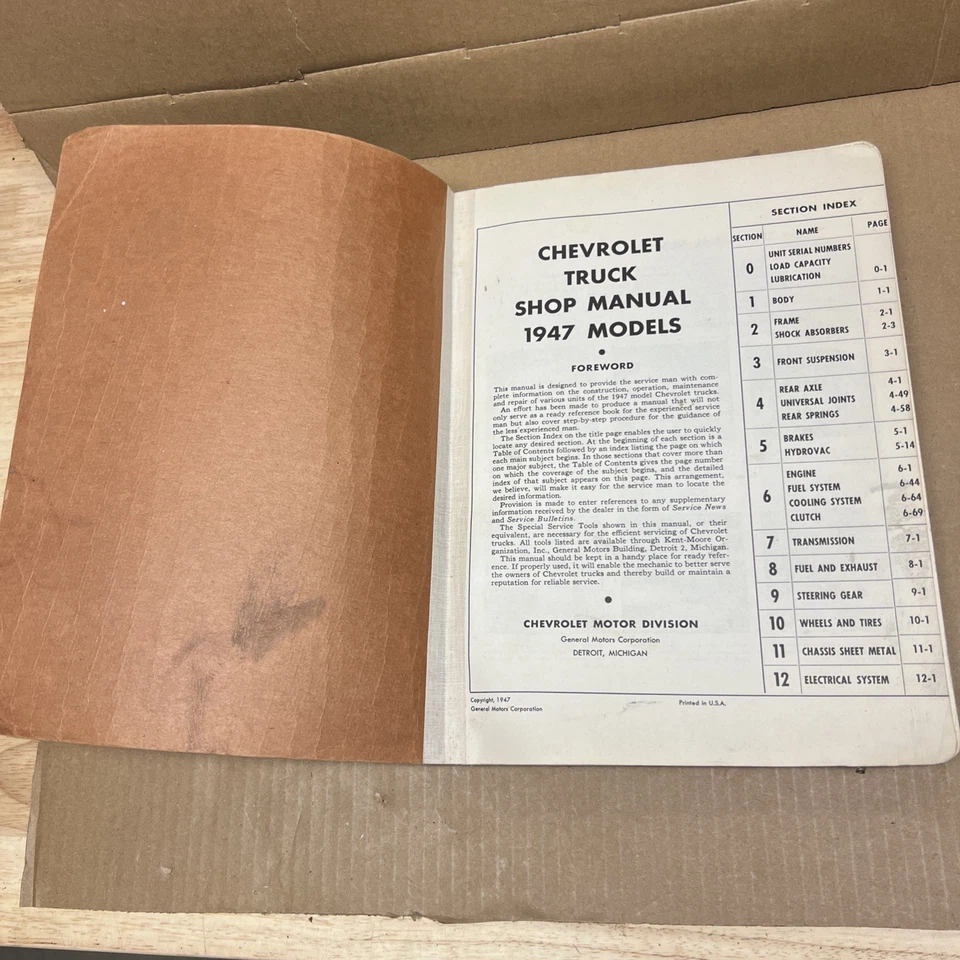 CHEVROLET
TRUCK
SHOP MANUAL
1947 MODELS
•
FOREWORD
This manual is designed to provide the service man with com-
plete information on the construction, operation, maintenance
and repair of various units of the 1947 model Chevrolet trucks.
An effort has been made to produce a manual that will not
only serve as a ready reference book for the experienced service
man but also cover step-by-step procedure for the guidance of
the less experienced man.
The Section Index on the title page enables the user to quickly
locate any desired section. At the beginning of each section is a
Table of Contents followed by an index listing the page on which
each main subject begins. In those sections that cover more than
one major subject, the Table of Contents gives the page number
on which the coverage of the subject begins, and the detailed
index of that subject appears on this page. This arrangement,
we believe, will make it easy for the service man to locate the
desired information.
Provision is made to enter references to any supplementary
information received by the dealer in the form of Service News
and Service Bulletins.
The Special Service Tools shown in this manual, or their
equivalent, are necessary for the efficient servicing of Chevrolet
trucks. All tools listed are available through Kent-Moore Or-
ganization, Inc., General Motors Building, Detroit 2, Michigan.
This manual should be kept in a handy place for ready refer-
ence. If properly used, it will enable the mechanic to better serve
the owners of Chevrolet trucks and thereby build or maintain a
reputation for reliable service.
•
CHEVROLET MOTOR DIVISION
General Motors Corporation
DETROIT, MICHIGAN
Copyright, 1947
General Motors Corporation
Printed in U.S.A.
SECTION INDEX
SECTION NAME PAGE
0 UNIT SERIAL NUMBERS
LOAD CAPACITY
LUBRICATION 0-1
1 BODY 1-1
2 FRAME 2-1
SHOCK ABSORBERS 2-3
3 FRONT SUSPENSION 3-1
4 REAR AXLE 4-1
UNIVERSAL JOINTS 4-49
REAR SPRINGS 4-58
5 BRAKES 5-1
HYDROVAC 5-14
6 ENGINE 6-1
FUEL SYSTEM 6-44
COOLING SYSTEM 6-64
CLUTCH 6-69
7 TRANSMISSION 7-1
8 FUEL AND EXHAUST 8-1
9 STEERING GEAR 9-1
10 WHEELS AND TIRES 10-1
11 CHASSIS SHEET METAL 11-1
12 ELECTRICAL SYSTEM 12-1